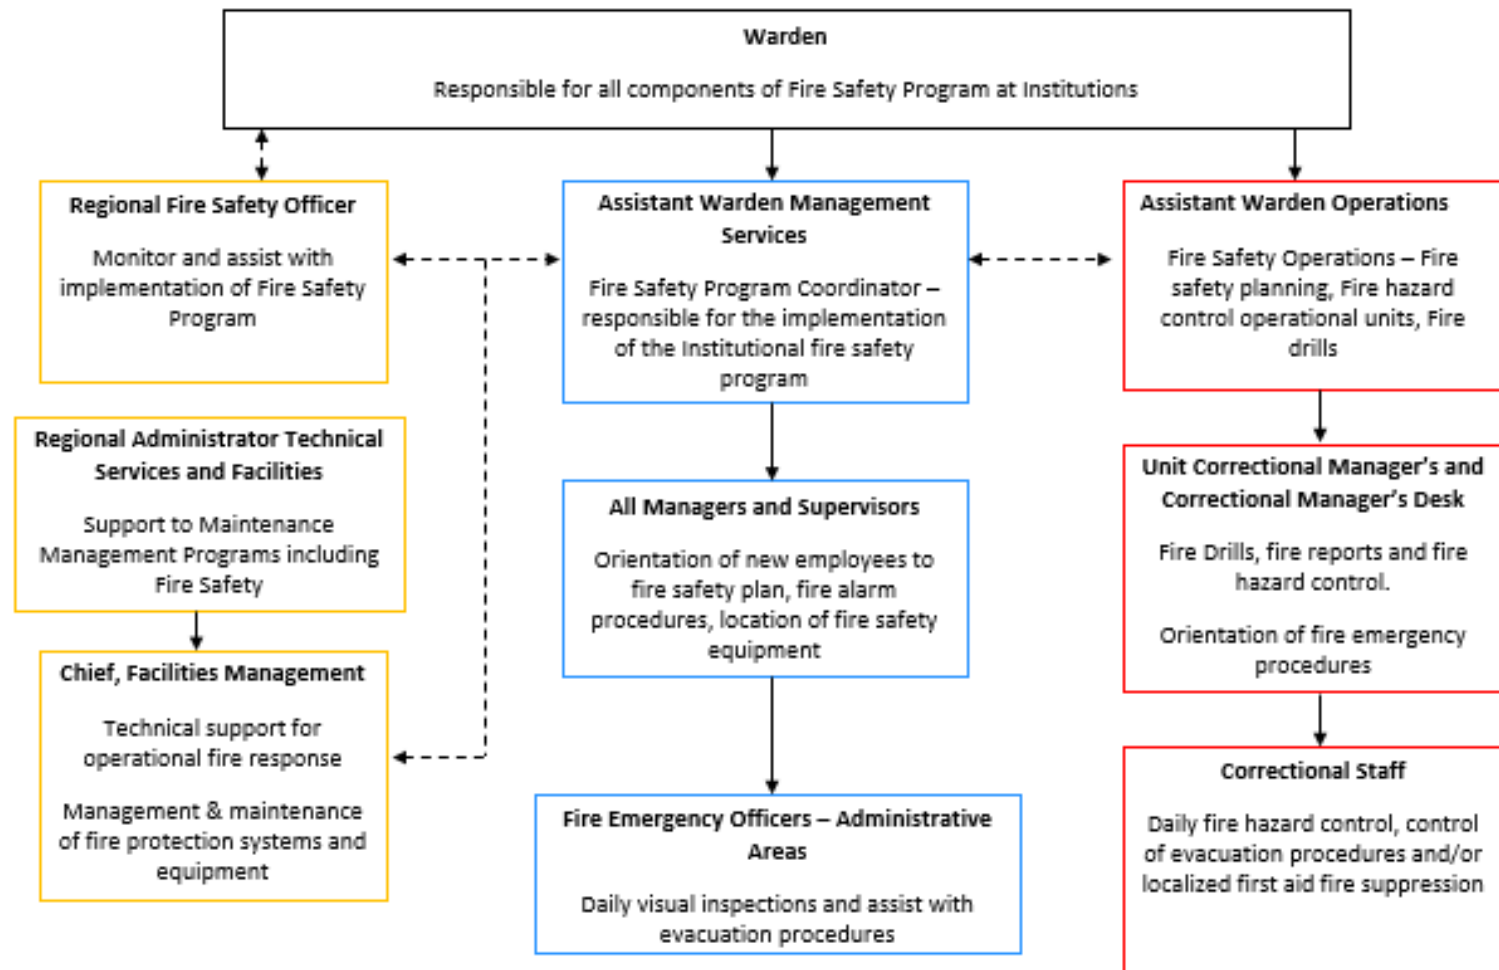 Warden
Responsible for all components of Fire Safety Program at Institutions
Regional Fire Safety Officer
Monitor and assist with
implementation of Fire Safety
Program
Assistant Warden Management
Services
Fire Safety Program Coordinator –
responsible for the implementation
of the Institutional fire safety
program
Assistant Warden Operations
Fire Safety Operations – Fire
safety planning, Fire hazard
control operational units, Fire
drills
Regional Administrator Technical
Services and Facilities
Support to Maintenance
Management Programs including
Fire Safety
All Managers and Supervisors
Orientation of new employees to
fire safety plan, fire alarm
procedures, location of fire safety
equipment
Unit Correctional Manager’s and
Correctional Manager’s Desk
Fire Drills, fire reports and fire
hazard control.
Orientation of fire emergency
procedures
Chief, Facilities Management
Technical support for
operational fire response
Management & maintenance
of fire protection systems and
equipment
Fire Emergency Officers – Administrative
Areas
Daily visual inspections and assist with
evacuation procedures
Correctional Staff
Daily fire hazard control, control
of evacuation procedures and/or
localized first aid fire suppression